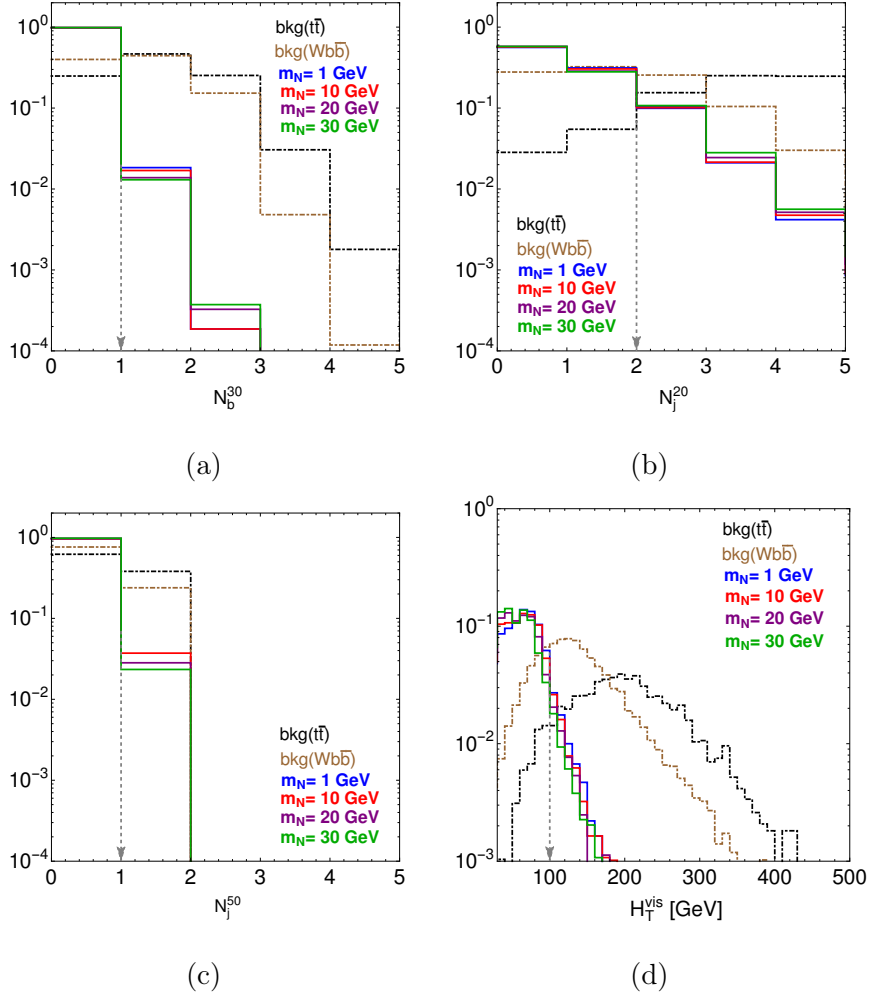 10^0
10^-1
10^-2
10^-3
10^-4
0 1 2 3 4 5
N_b^30
bkg(tt̅)
bkg(Wbb̅)
m_N= 1 GeV
m_N= 10 GeV
m_N= 20 GeV
m_N= 30 GeV
(a)
10^0
10^-1
10^-2
10^-3
10^-4
0 1 2 3 4 5
N_j^20
bkg(tt̅)
bkg(Wbb̅)
m_N= 1 GeV
m_N= 10 GeV
m_N= 20 GeV
m_N= 30 GeV
(b)
10^0
10^-1
10^-2
10^-3
10^-4
0 1 2 3 4 5
N_j^50
bkg(tt̅)
bkg(Wbb̅)
m_N= 1 GeV
m_N= 10 GeV
m_N= 20 GeV
m_N= 30 GeV
(c)
10^0
10^-1
10^-2
10^-3
100 200 300 400 500
H_T^vis [GeV]
bkg(tt̅)
bkg(Wbb̅)
m_N= 1 GeV
m_N= 10 GeV
m_N= 20 GeV
m_N= 30 GeV
(d)